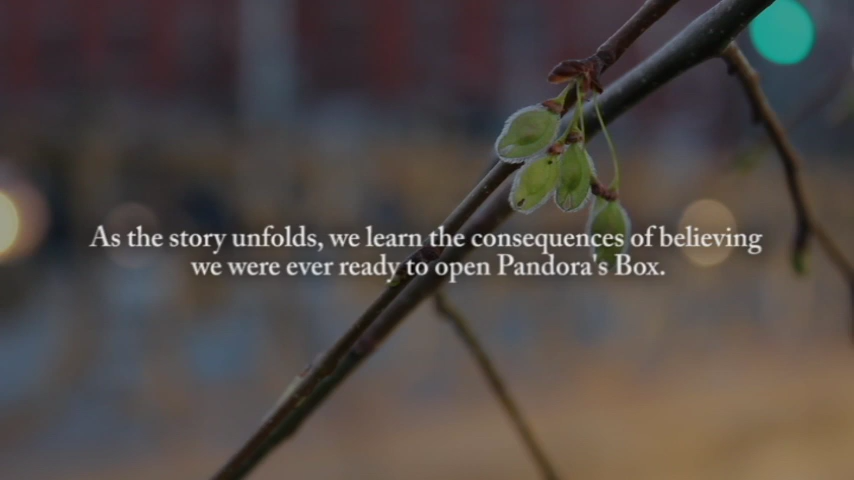 As the story unfolds, we learn the consequences of believing
we were ever ready to open Pandora's Box.